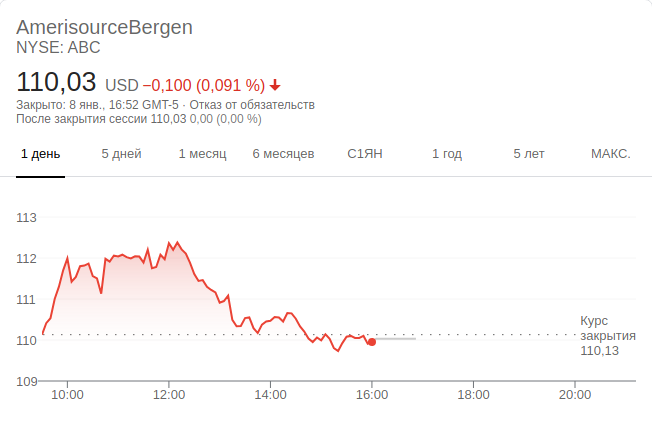 AmerisourceBergen
NYSE: ABC
110,03 USD −0,100 (0,091 %)
Закрыто: 8 янв., 16:52 GMT-5 · Отказ от обязательств
После закрытия сессии 110,03 0,00 (0,00 %)
1 день 5 дней 1 месяц 6 месяцев С1ЯН 1 год 5 лет МАКС.
113
112
111
Курс
закрытия
110,13
110
109
10:00 12:00 14:00 16:00 18:00 20:00